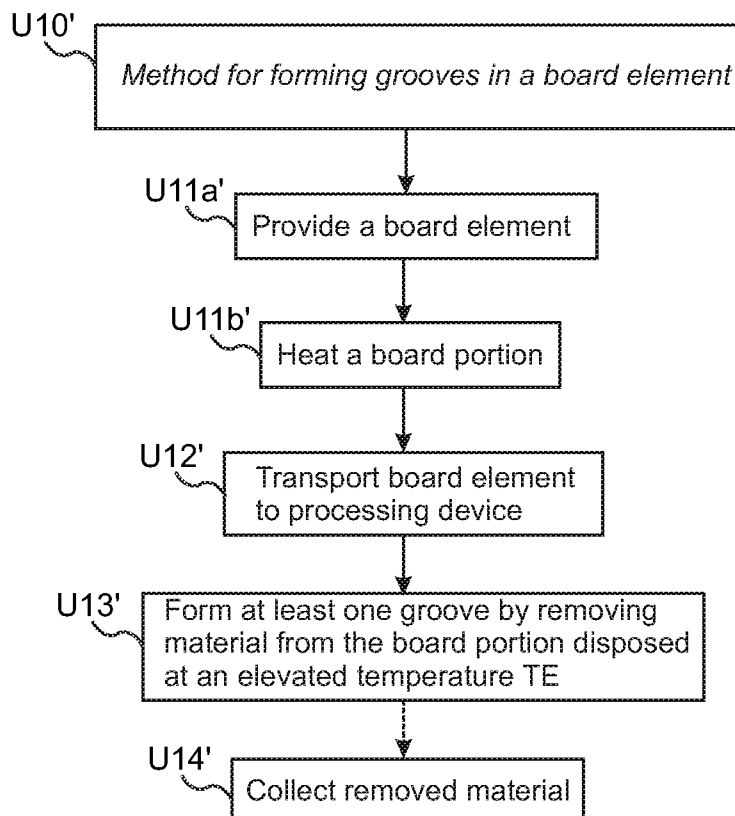 U10'
Method for forming grooves in a board element
U11a'
Provide a board element
U11b'
Heat a board portion
U12'
Transport board element
to processing device
U13'
Form at least one groove by removing
material from the board portion disposed
at an elevated temperature TE
U14'
Collect removed material